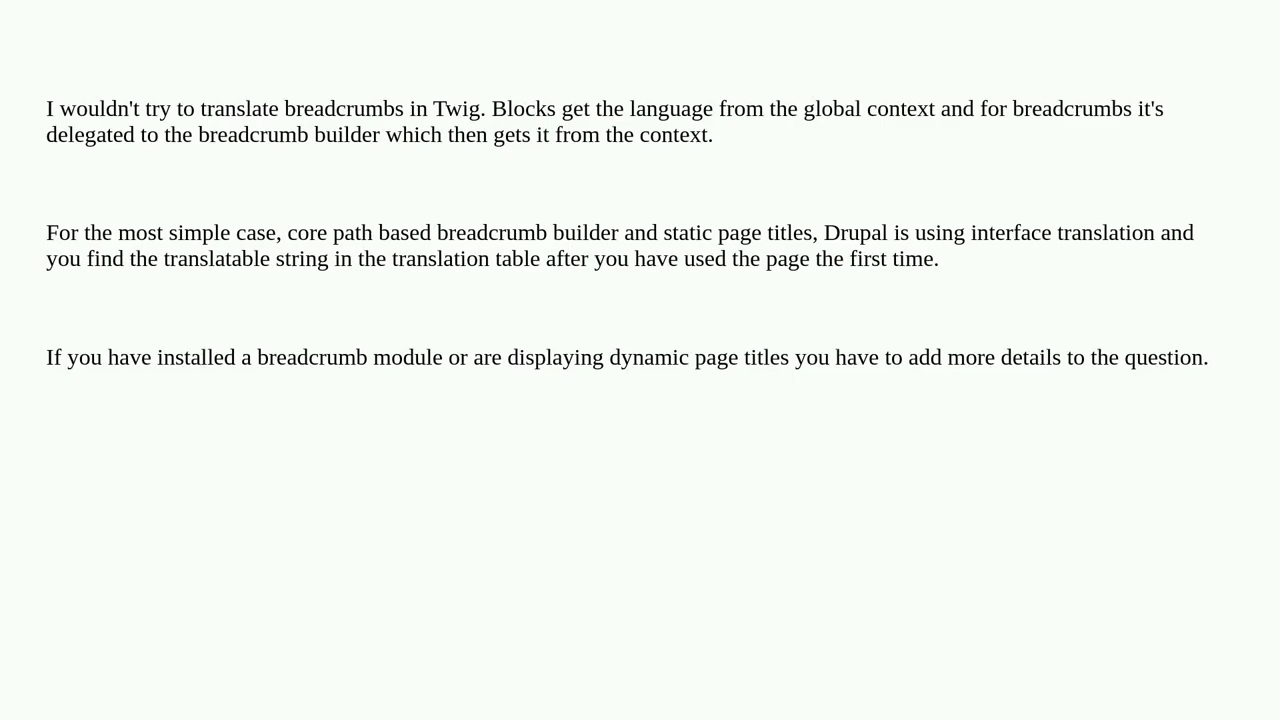 I wouldn't try to translate breadcrumbs in Twig. Blocks get the language from the global context and for breadcrumbs it's
delegated to the breadcrumb builder which then gets it from the context.
For the most simple case, core path based breadcrumb builder and static page titles, Drupal is using interface translation and
you find the translatable string in the translation table after you have used the page the first time.
If you have installed a breadcrumb module or are displaying dynamic page titles you have to add more details to the question.